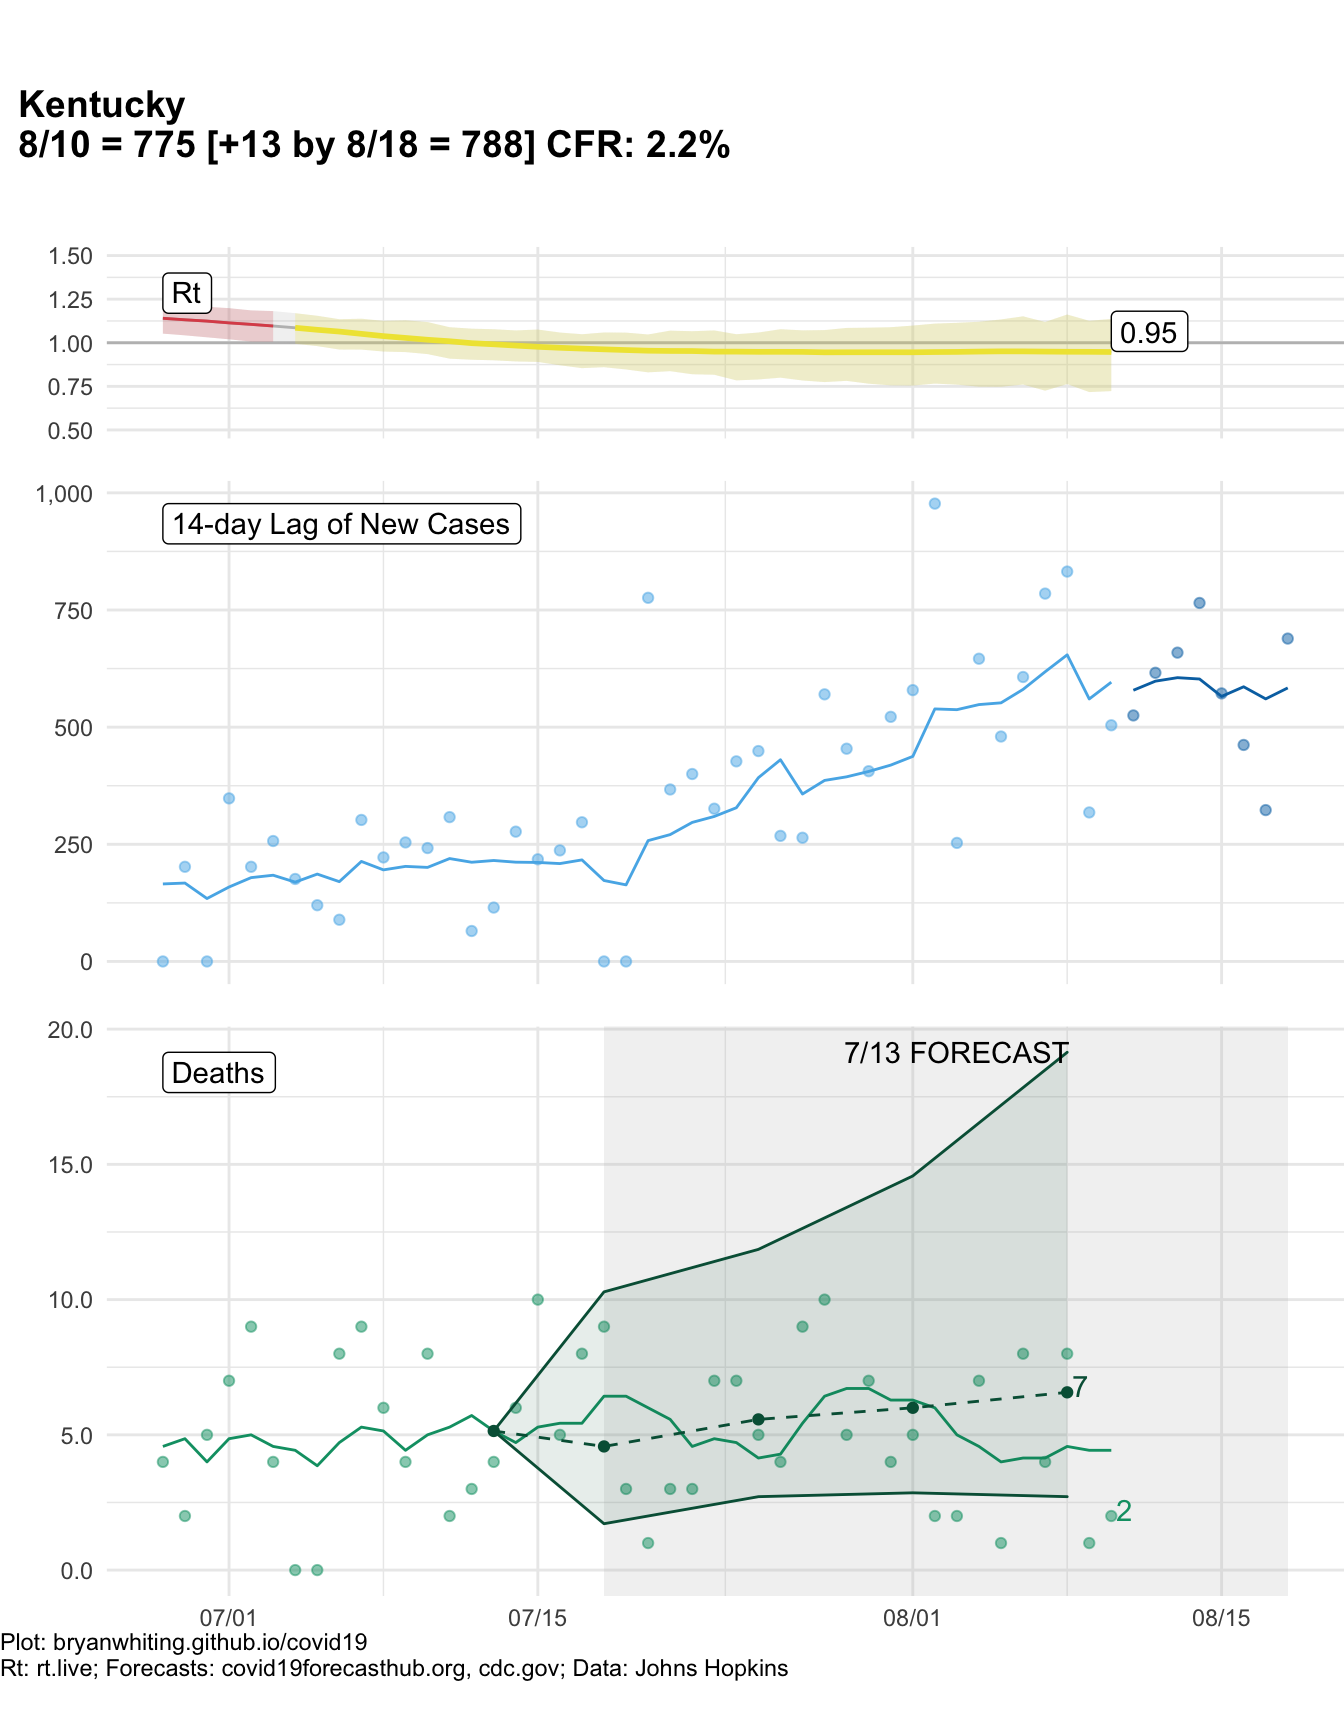 Kentucky
8/10 = 775 [+13 by 8/18 = 788] CFR: 2.2%
1.50
1.25
1.00
0.75
0.50
Rt
0.95
1,000
750
500
250
0
14-day Lag of New Cases
20.0
15.0
10.0
5.0
0.0
Deaths
7/13 FORECAST
7
2
07/01
07/15
08/01
08/15
Plot: bryanwhiting.github.io/covid19
Rt: rt.live; Forecasts: covid19forecasthub.org, cdc.gov; Data: Johns Hopkins